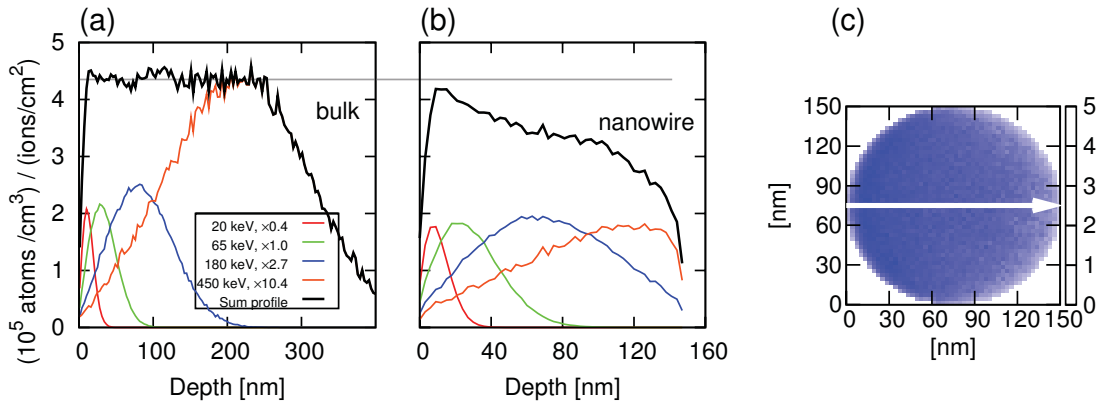 (a)
(b)
(c)
(10⁵ atoms /cm³) / (ions/cm²)
5
4
3
2
1
0
bulk
20 keV, ×0.4
65 keV, ×1.0
180 keV, ×2.7
450 keV, ×10.4
Sum profile
0 100 200 300
Depth [nm]
nanowire
0 40 80 120 160
Depth [nm]
[nm]
150
120
90
60
30
0
0 30 60 90 120 150
[nm]
5
4
3
2
1
0